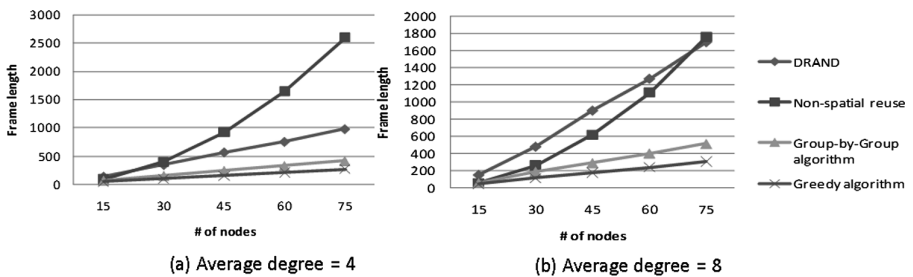 3000
2500
2000
1500
1000
500
0
Frame length
15 30 45 60 75
# of nodes
(a) Average degree = 4
2000
1800
1600
1400
1200
1000
800
600
400
200
0
Frame length
15 30 45 60 75
# of nodes
(b) Average degree = 8
DRAND
Non-spatial reuse
Group-by-Group
algorithm
Greedy algorithm